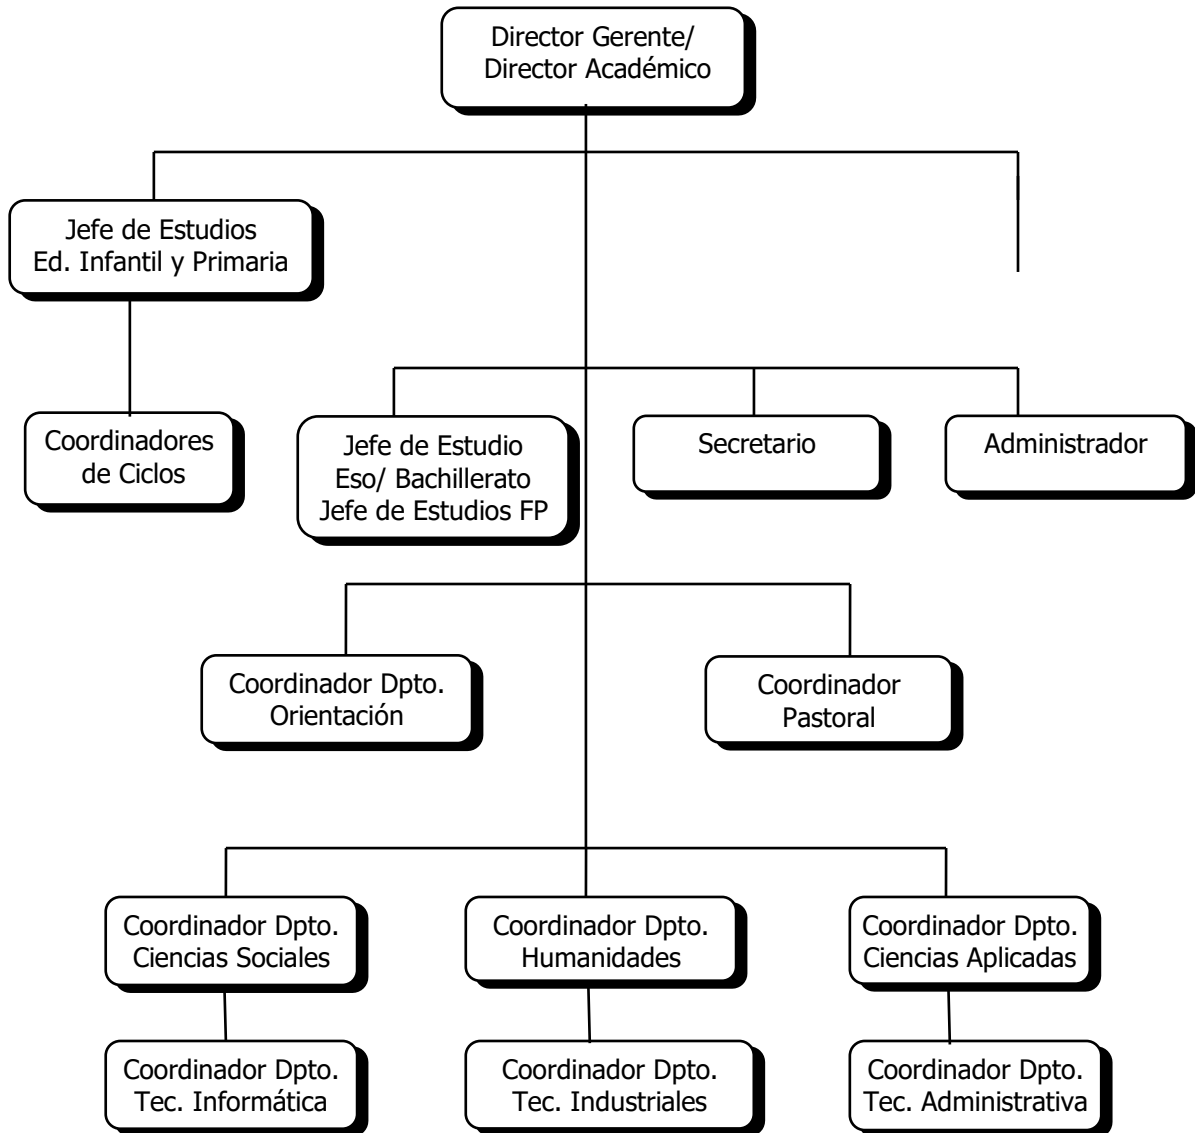 Director Gerente/
Director Académico
Jefe de Estudios
Ed. Infantil y Primaria
Coordinadores
de Ciclos
Jefe de Estudio
Eso/ Bachillerato
Jefe de Estudios FP
Secretario
Administrador
Coordinador Dpto.
Orientación
Coordinador
Pastoral
Coordinador Dpto.
Ciencias Sociales
Coordinador Dpto.
Humanidades
Coordinador Dpto.
Ciencias Aplicadas
Coordinador Dpto.
Tec. Informática
Coordinador Dpto.
Tec. Industriales
Coordinador Dpto.
Tec. Administrativa